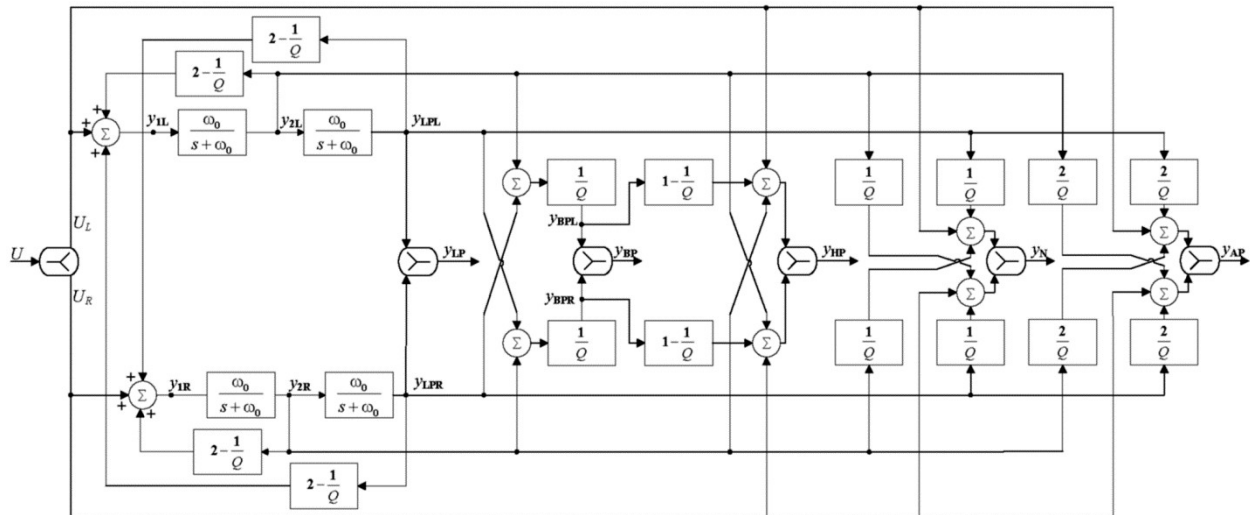 2 − 1/Q
2 − 1/Q
+
+
+
Σ
y1L
ω0/(s + ω0)
y2L
ω0/(s + ω0)
yLPL
Σ
1/Q
1 − 1/Q
Σ
1/Q
1/Q
2/Q
2/Q
yBPL
Σ
Σ
UL
U
yLP
yBP
yHP
yN
yAP
UR
yBPR
Σ
Σ
Σ
1/Q
1 − 1/Q
Σ
1/Q
1/Q
2/Q
2/Q
+
+
+
Σ
y1R
ω0/(s + ω0)
y2R
ω0/(s + ω0)
yLPR
2 − 1/Q
2 − 1/Q